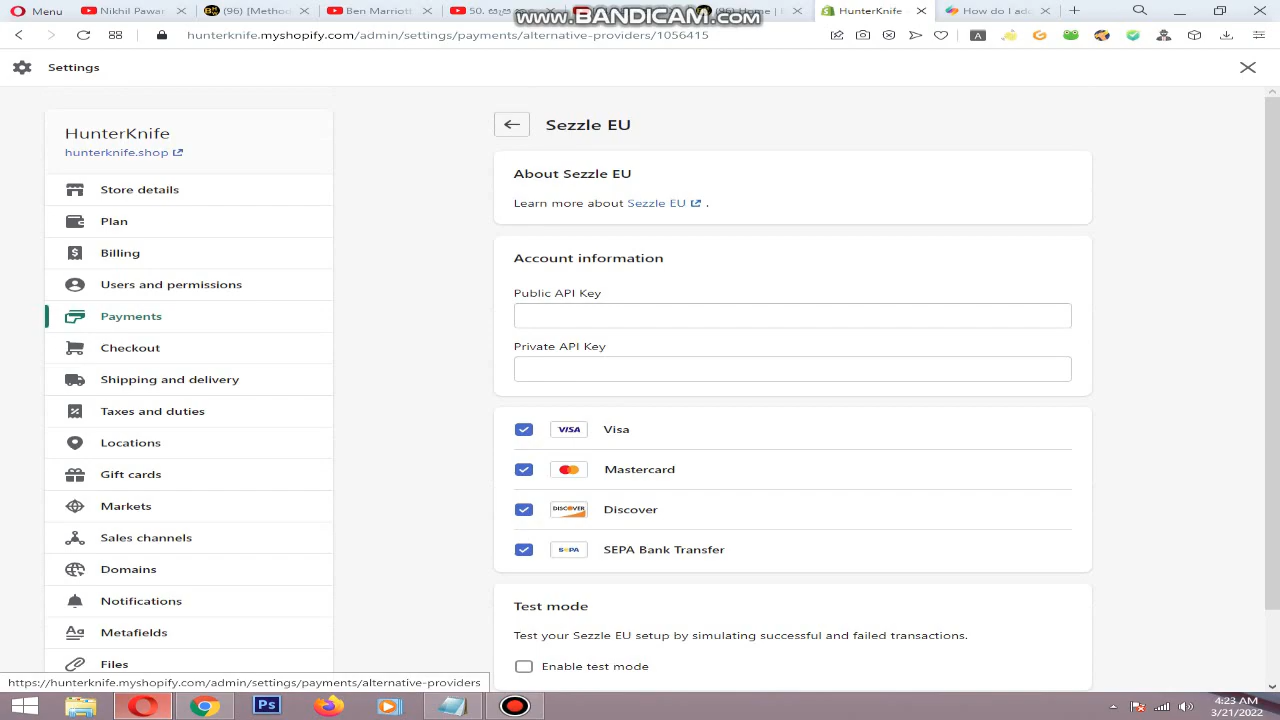 Menu
Nikhil Pawar
(96) [Method
Ben Marriott
50.
(96) Home |
HunterKnife
How do I ad
www.BANDICAM.com
hunterknife.myshopify.com/admin/settings/payments/alternative-providers/1056415
Settings
HunterKnife
hunterknife.shop
Store details
Plan
Billing
Users and permissions
Payments
Checkout
Shipping and delivery
Taxes and duties
Locations
Gift cards
Markets
Sales channels
Domains
Notifications
Metafields
Files
Sezzle EU
About Sezzle EU
Learn more about Sezzle EU .
Account information
Public API Key
Private API Key
VISA Visa
Mastercard
DISCOVER Discover
SEPA SEPA Bank Transfer
Test mode
Test your Sezzle EU setup by simulating successful and failed transactions.
Enable test mode
https://hunterknife.myshopify.com/admin/settings/payments/alternative-providers
Ps
4:23 AM
3/21/2022